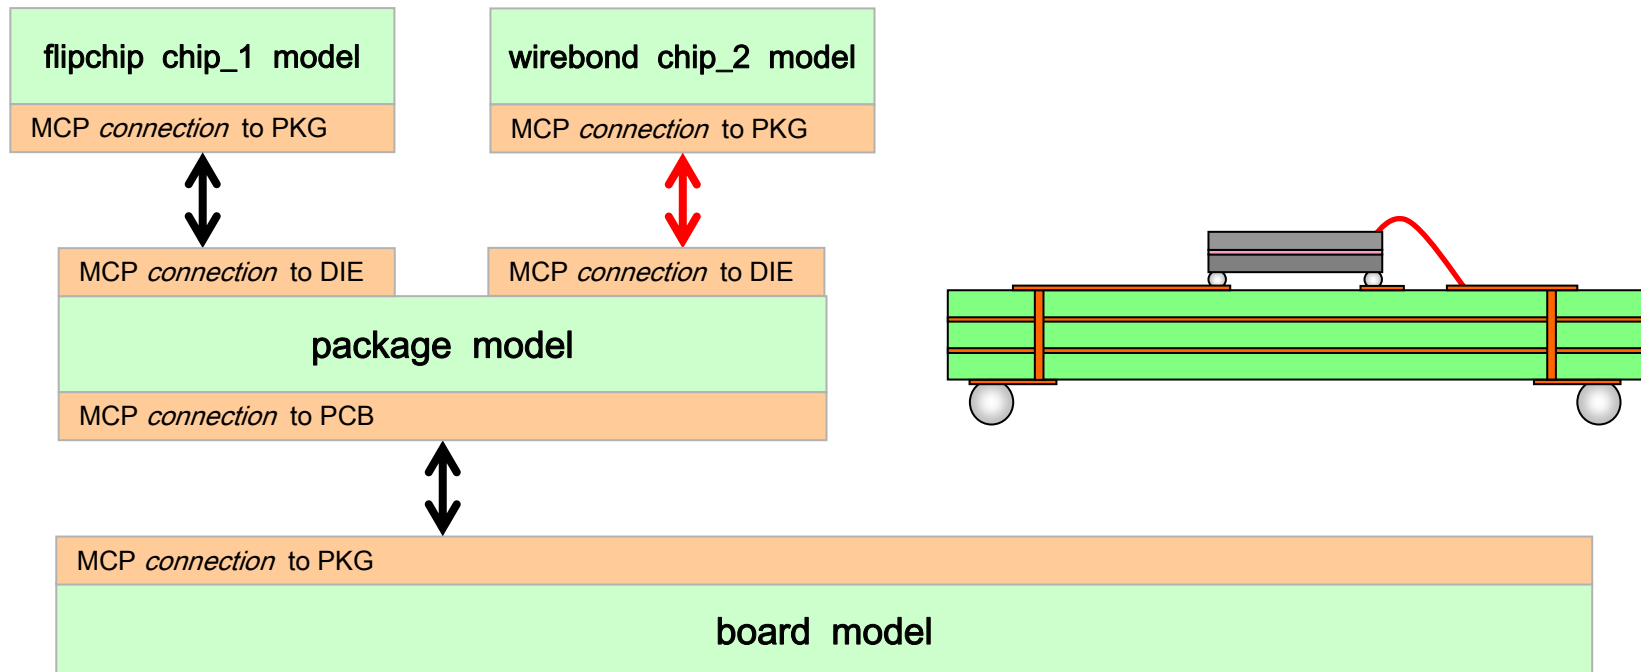 flipchip chip_1 model
wirebond chip_2 model
MCP connection to PKG
MCP connection to PKG
MCP connection to DIE
MCP connection to DIE
package model
MCP connection to PCB
MCP connection to PKG
board model